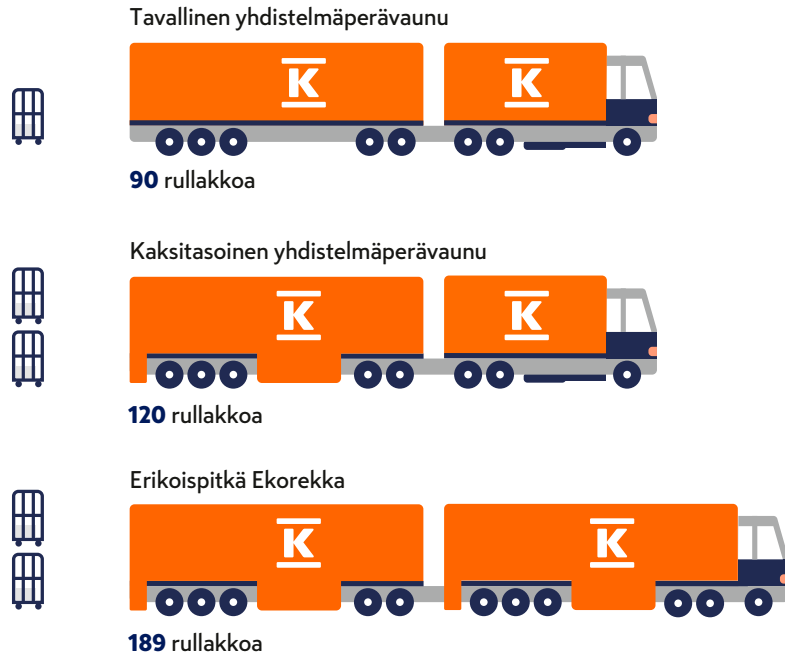 Tavallinen yhdistelmäperävaunu
K
K
90 rullakkoa
Kaksitasoinen yhdistelmäperävaunu
K
K
120 rullakkoa
Erikoispitkä Ekorekka
K
K
189 rullakkoa